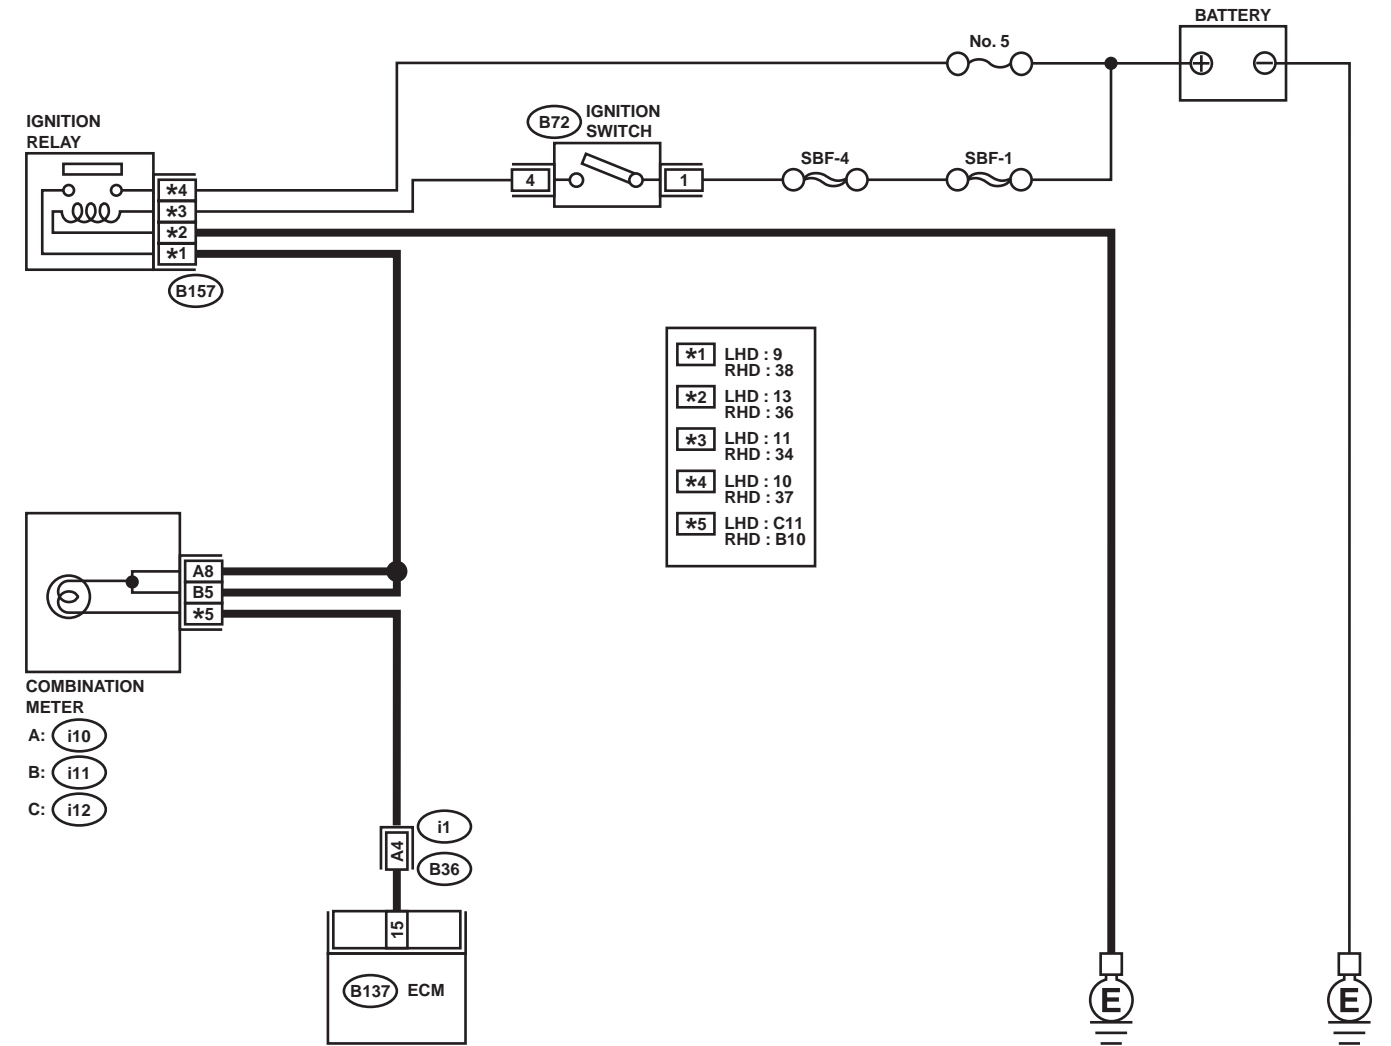 BATTERY
No. 5
IGNITION
RELAY
B72
IGNITION
SWITCH
SBF-4
SBF-1
4
1
*4
*3
*2
*1
B157
*1 LHD : 9
RHD : 38
*2 LHD : 13
RHD : 36
*3 LHD : 11
RHD : 34
*4 LHD : 10
RHD : 37
*5 LHD : C11
RHD : B10
A8
B5
*5
COMBINATION
METER
A: i10
B: i11
C: i12
i1
A4
B36
15
B137 ECM
E
E